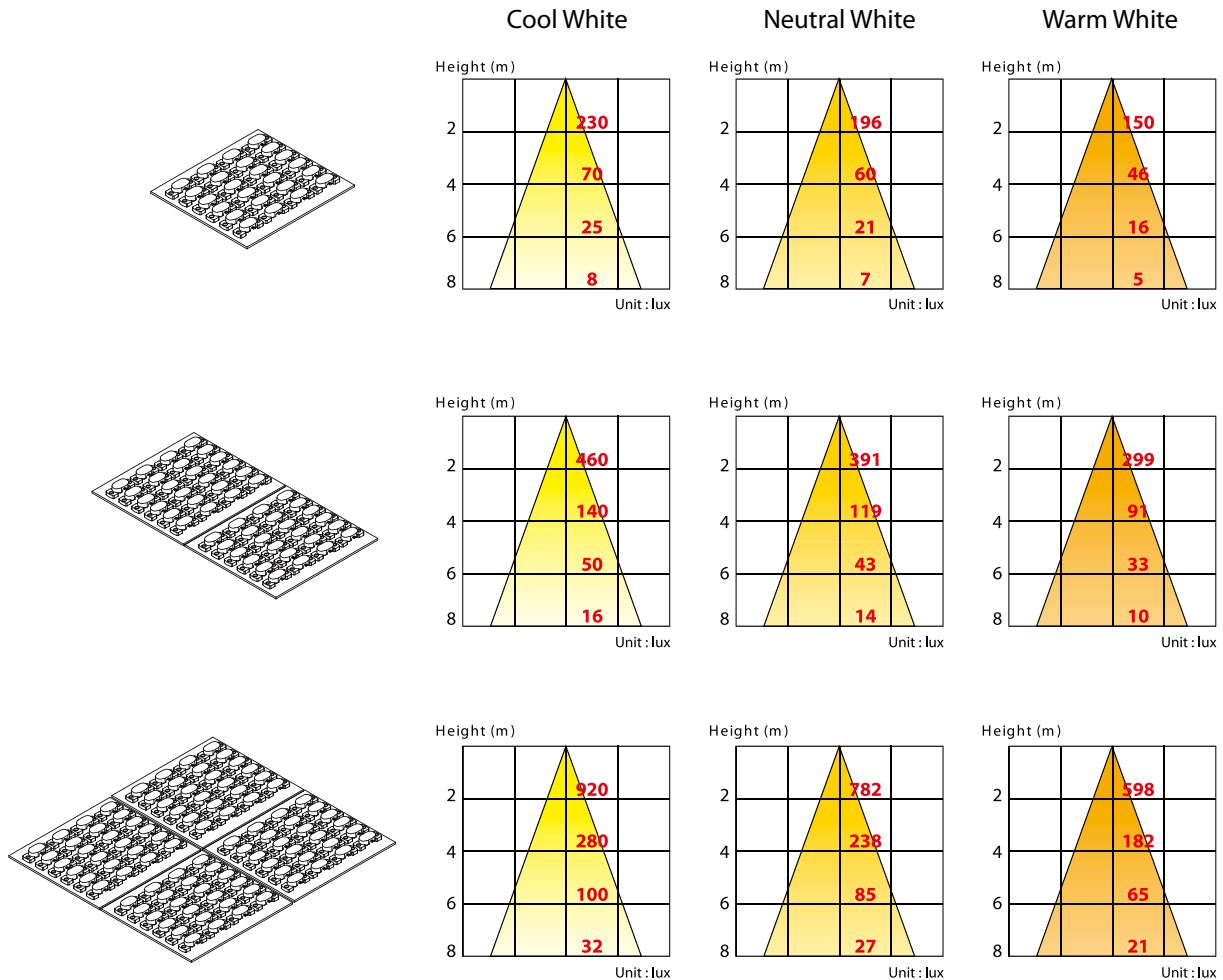 Cool White Neutral White Warm White
Height (m) Height (m) Height (m)
2 230 2 196 2 150
4 70 4 60 4 46
6 25 6 21 6 16
8 8 8 7 8 5
Unit : lux Unit : lux Unit : lux
Height (m) Height (m) Height (m)
2 460 2 391 2 299
4 140 4 119 4 91
6 50 6 43 6 33
8 16 8 14 8 10
Unit : lux Unit : lux Unit : lux
Height (m) Height (m) Height (m)
2 920 2 782 2 598
4 280 4 238 4 182
6 100 6 85 6 65
8 32 8 27 8 21
Unit : lux Unit : lux Unit : lux